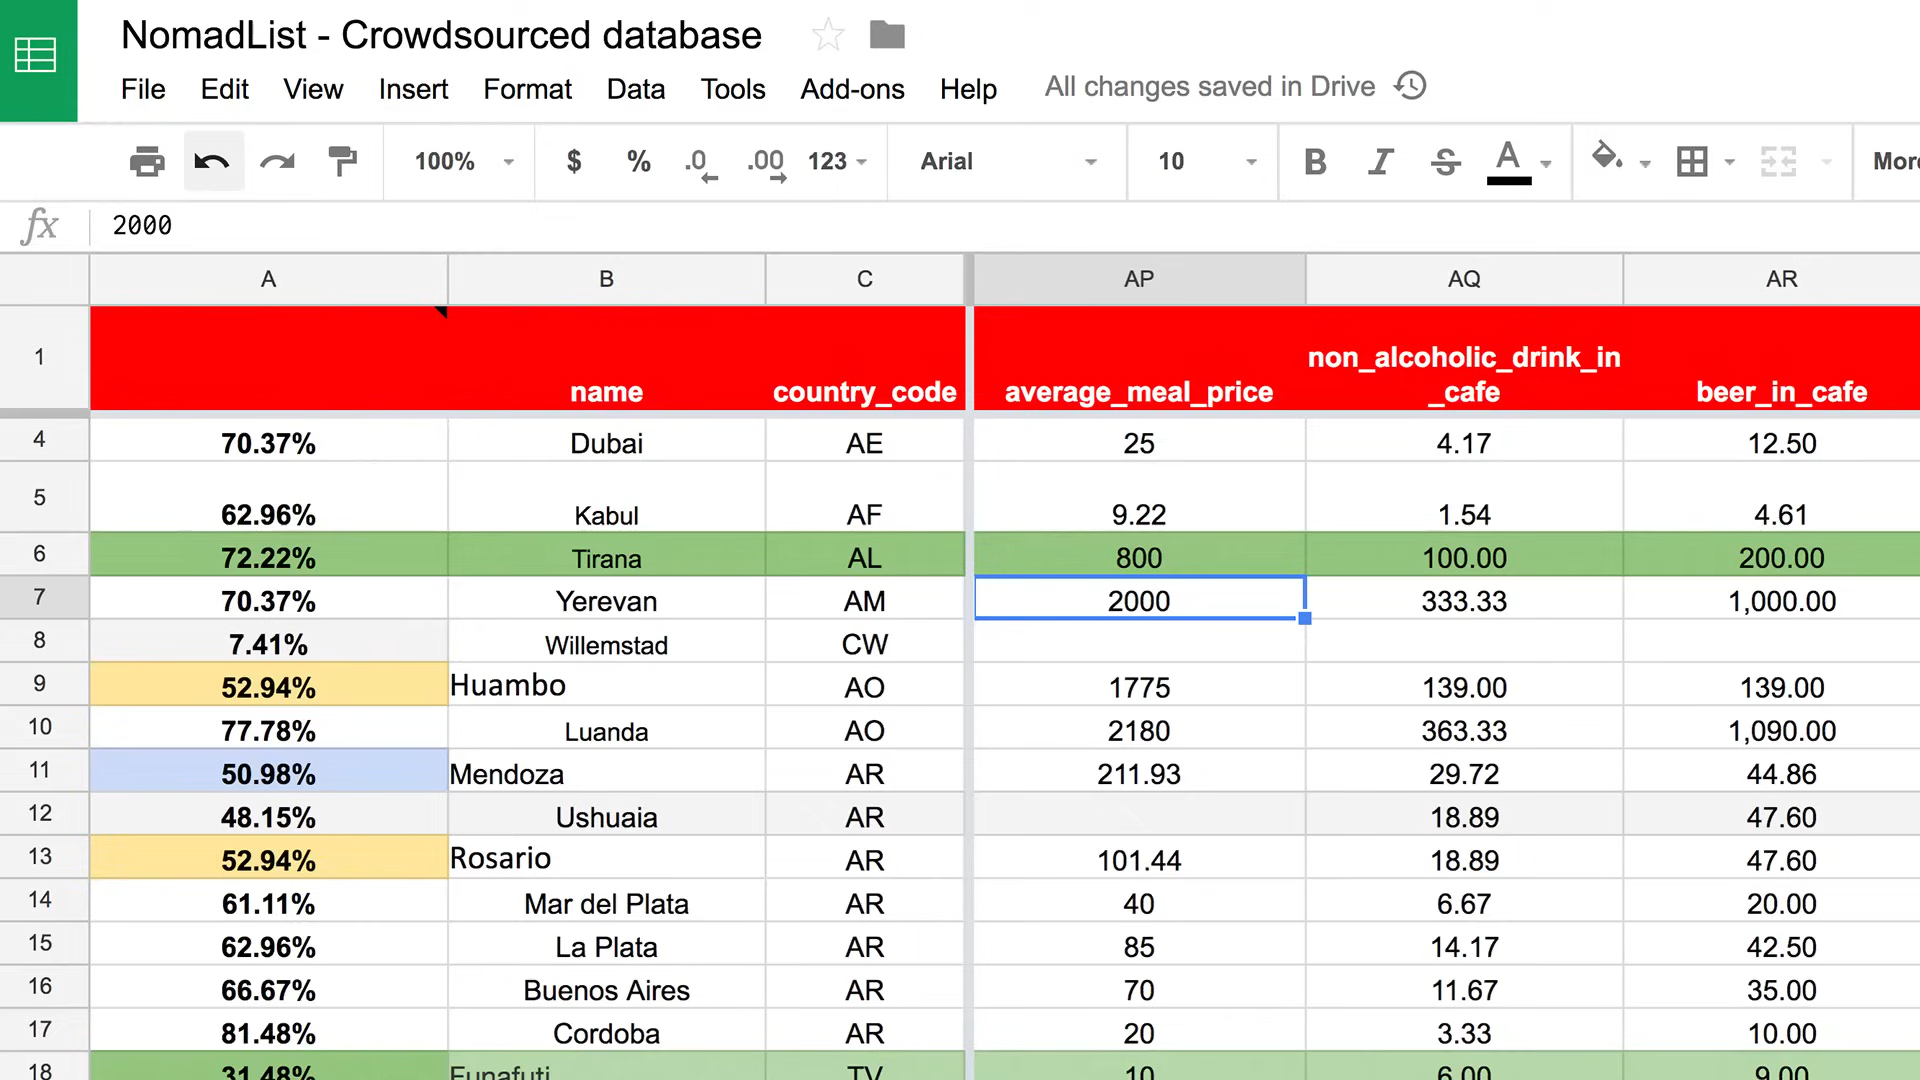 NomadList - Crowdsourced database
File Edit View Insert Format Data Tools Add-ons Help All changes saved in Drive
100% $ % .0 .00 123 Arial 10 B I S A More
fx 2000
A B C AP AQ AR
1 name country_code average_meal_price non_alcoholic_drink_in
_cafe beer_in_cafe
4 70.37% Dubai AE 25 4.17 12.50
5 62.96% Kabul AF 9.22 1.54 4.61
6 72.22% Tirana AL 800 100.00 200.00
7 70.37% Yerevan AM 2000 333.33 1,000.00
8 7.41% Willemstad CW
9 52.94% Huambo AO 1775 139.00 139.00
10 77.78% Luanda AO 2180 363.33 1,090.00
11 50.98% Mendoza AR 211.93 29.72 44.86
12 48.15% Ushuaia AR 18.89 47.60
13 52.94% Rosario AR 101.44 18.89 47.60
14 61.11% Mar del Plata AR 40 6.67 20.00
15 62.96% La Plata AR 85 14.17 42.50
16 66.67% Buenos Aires AR 70 11.67 35.00
17 81.48% Cordoba AR 20 3.33 10.00
18 31.48% Funafuti TV 10 6.00 9.00